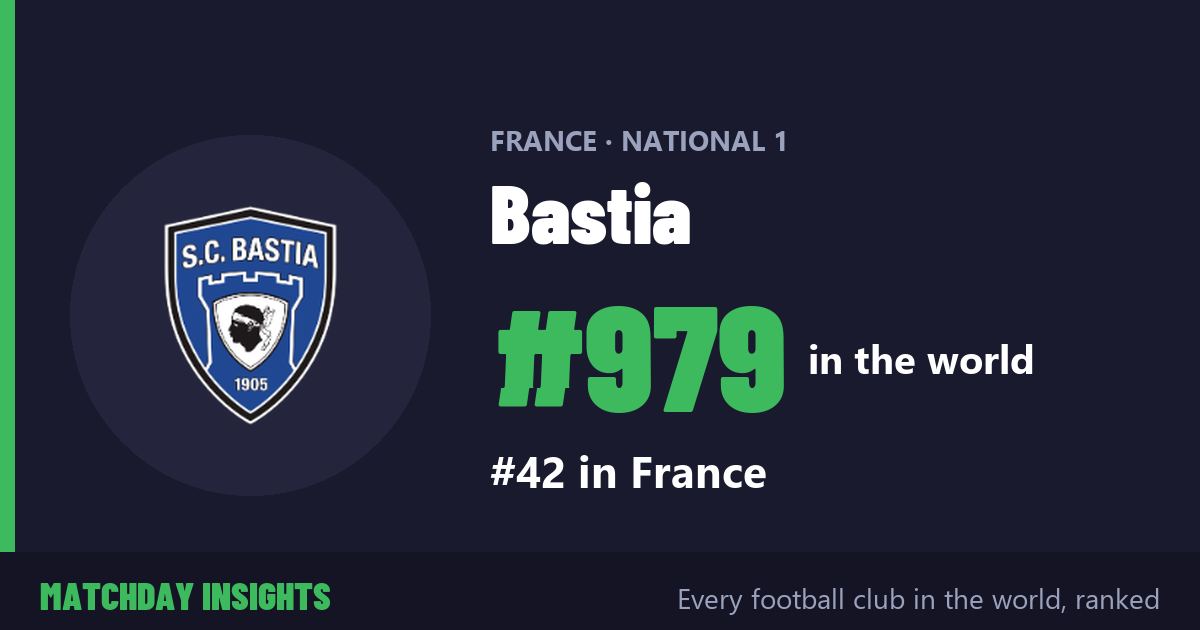 FRANCE · NATIONAL 1
Bastia
S.C. BASTIA
1905
#979 in the world
#42 in France
MATCHDAY INSIGHTS
Every football club in the world, ranked